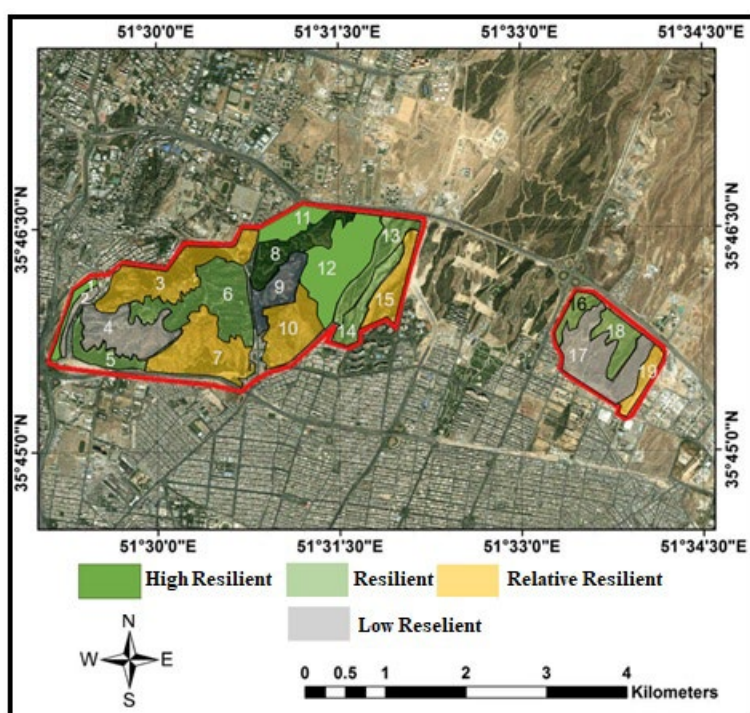 51°30'0"E 51°31'30"E 51°33'0"E 51°34'30"E
35°46'30"N 35°46'30"N
35°45'0"N 35°45'0"N
11
13
8
12
1
2
3
6
9
4
10
15
14
5
7
16
18
17
19
51°30'0"E 51°31'30"E 51°33'0"E 51°34'30"E
High Resilient Resilient Relative Resilient
Low Reselient
N
W E
S
0 0.5 1 2 3 4
Kilometers